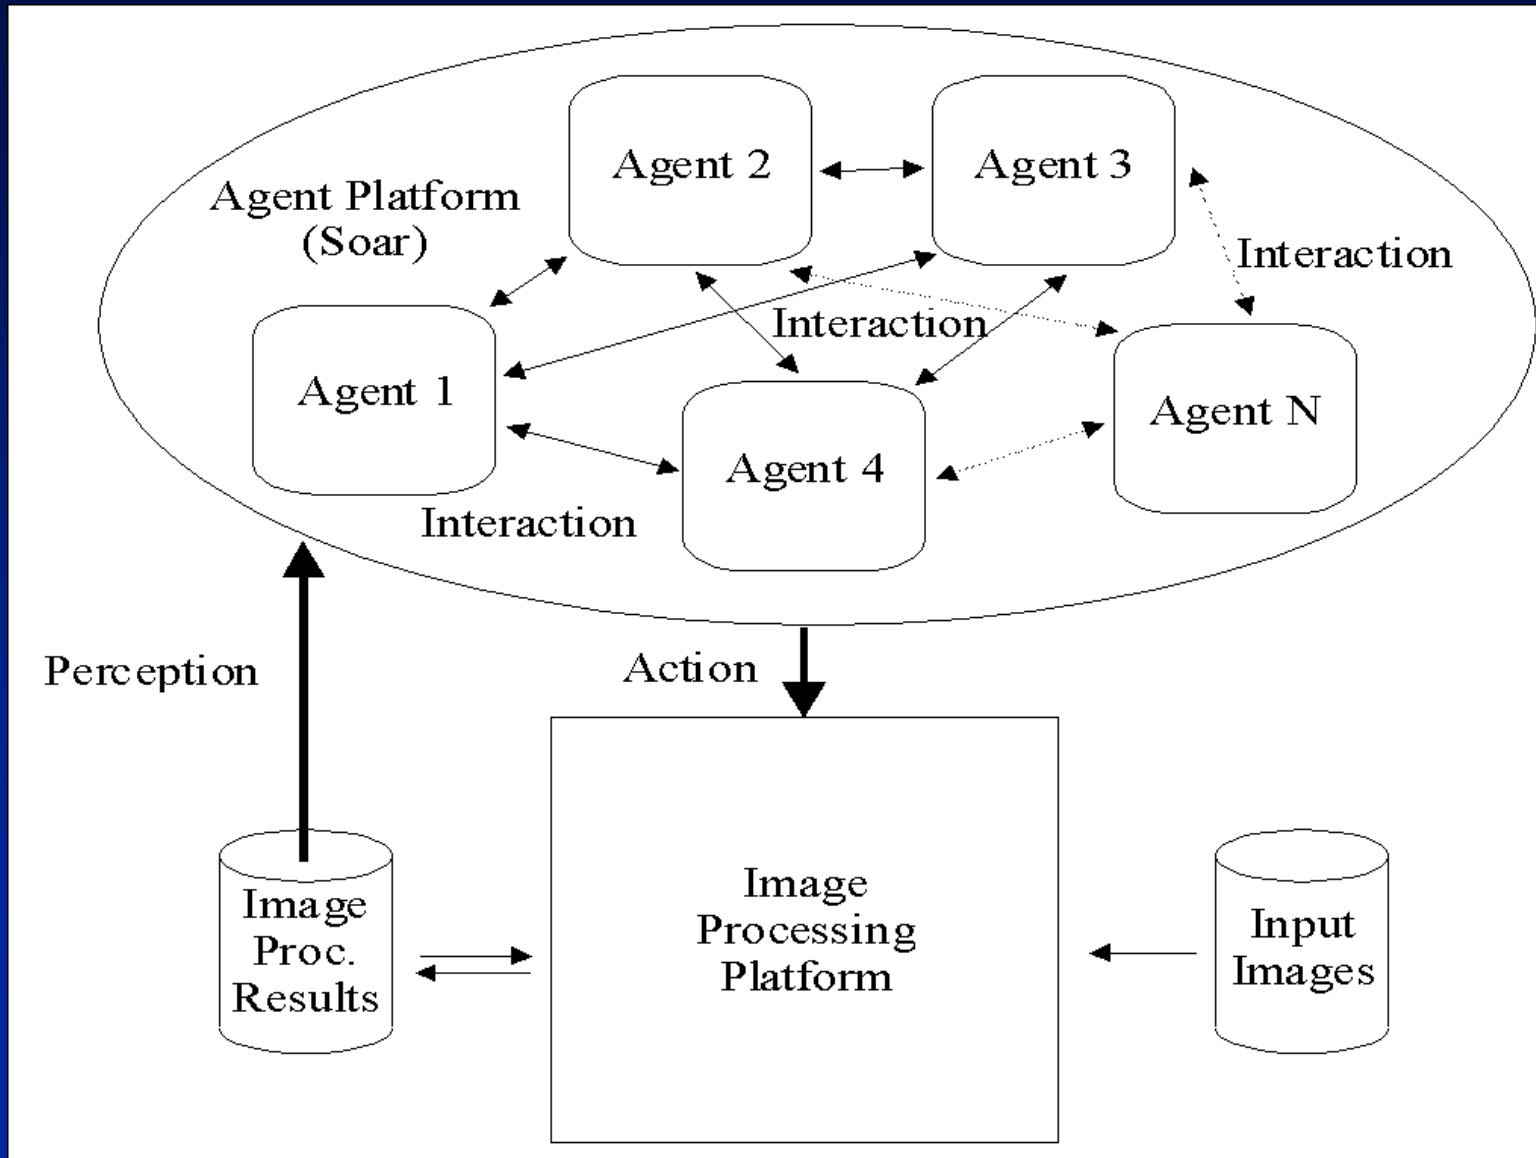 Agent 2
Agent 3
Agent Platform
(Soar)
Interaction
Interaction
Agent 1
Agent N
Agent 4
Interaction
Perception
Action
Image
Proc.
Results
Image
Processing
Platform
Input
Images